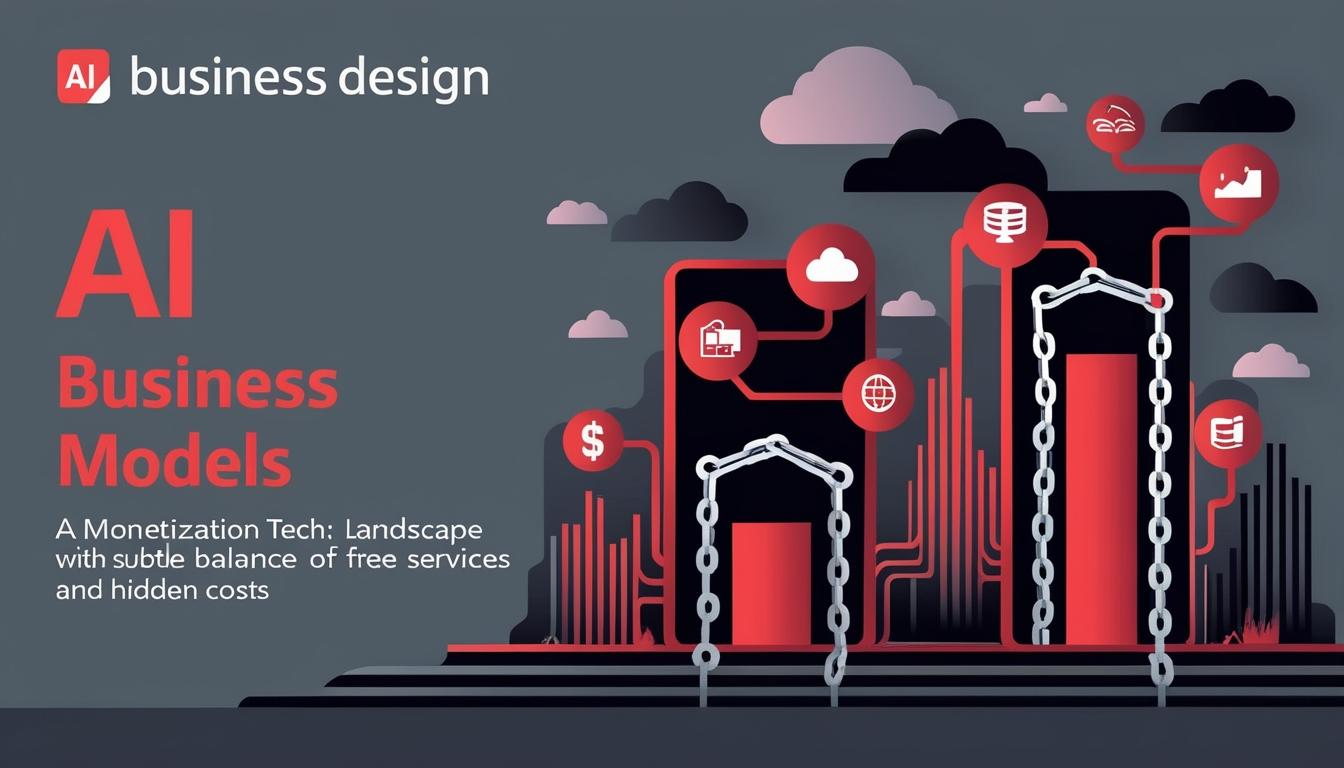 AI business design
AI
Business
Models
A Monetization Tech: Landscape
with subtle balance of free services
and hidden costs
$